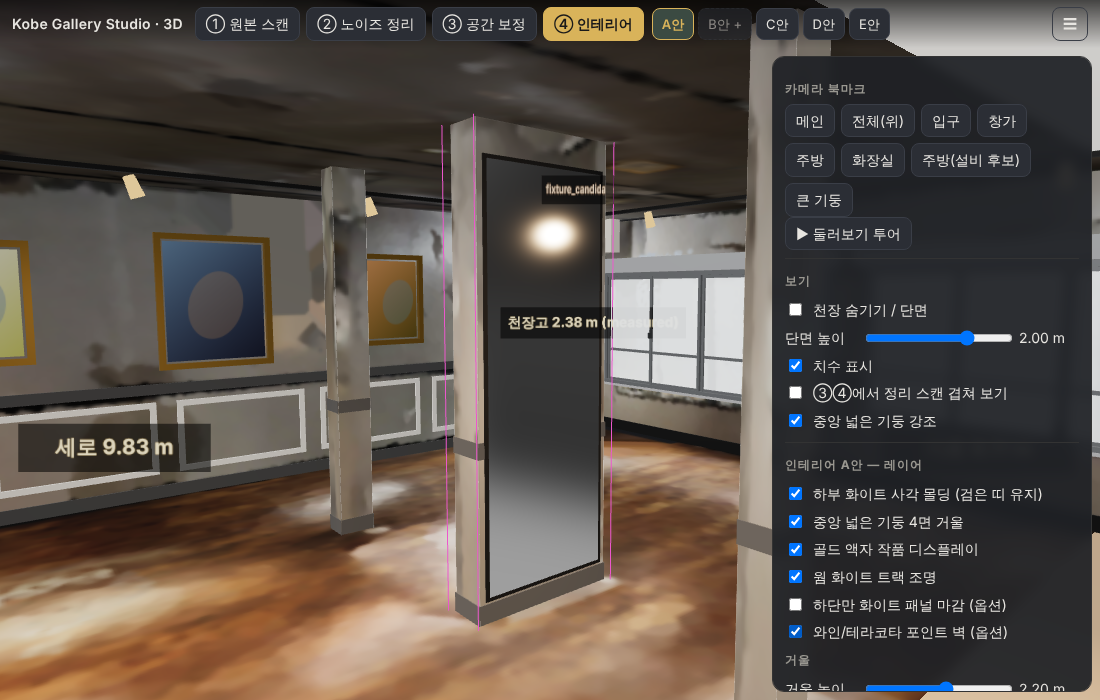 Kobe Gallery Studio · 3D ① 원본 스캔 ② 노이즈 정리 ③ 공간 보정 ④ 인테리어 A안 B안 + C안 D안 E안 ☰
카메라 북마크
메인 전체(위) 입구 창가
주방 화장실 주방(설비 후보)
큰 기둥
▶ 둘러보기 투어
보기
천장 숨기기 / 단면
단면 높이 2.00 m
치수 표시
③④에서 정리 스캔 겹쳐 보기
중앙 넓은 기둥 강조
인테리어 A안 — 레이어
하부 화이트 사각 몰딩 (검은 띠 유지)
중앙 넓은 기둥 4면 거울
골드 액자 작품 디스플레이
웜 화이트 트랙 조명
하단만 화이트 패널 마감 (옵션)
와인/테라코타 포인트 벽 (옵션)
거울
거울 높이 2.20 m
fixture_candida
천장고 2.38 m (measured)
세로 9.83 m